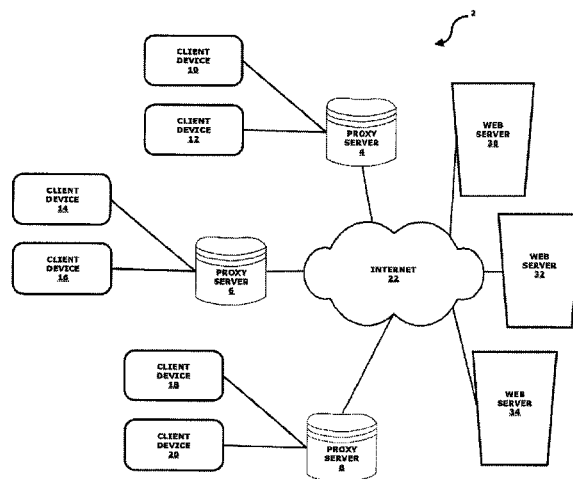 2
CLIENT
DEVICE
10
CLIENT
DEVICE
12
PROXY
SERVER
4
WEB
SERVER
30
CLIENT
DEVICE
14
CLIENT
DEVICE
16
PROXY
SERVER
6
INTERNET
22
WEB
SERVER
32
CLIENT
DEVICE
18
CLIENT
DEVICE
20
PROXY
SERVER
8
WEB
SERVER
34